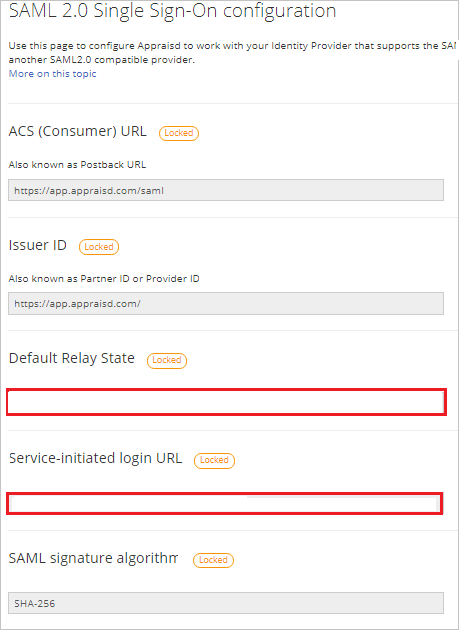 SAML 2.0 Single Sign-On configuration
Use this page to configure Appraisd to work with your Identity Provider that supports the SAM
another SAML2.0 compatible provider.
More on this topic
ACS (Consumer) URL Locked
Also known as Postback URL
https://app.appraisd.com/saml
Issuer ID Locked
Also known as Partner ID or Provider ID
https://app.appraisd.com/
Default Relay State Locked
Service-initiated login URL Locked
SAML signature algorithm Locked
SHA-256